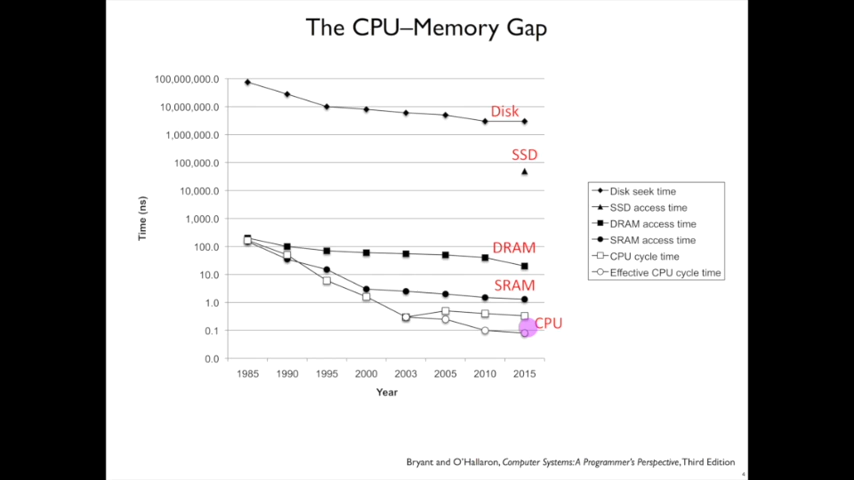 The CPU–Memory Gap
100,000,000.0
10,000,000.0
1,000,000.0
100,000.0
10,000.0
1,000.0
100.0
10.0
1.0
0.1
0.0
Time (ns)
Disk
SSD
DRAM
SRAM
CPU
1985 1990 1995 2000 2003 2005 2010 2015
Year
Disk seek time
SSD access time
DRAM access time
SRAM access time
CPU cycle time
Effective CPU cycle time
Bryant and O'Hallaron, Computer Systems: A Programmer's Perspective, Third Edition
4